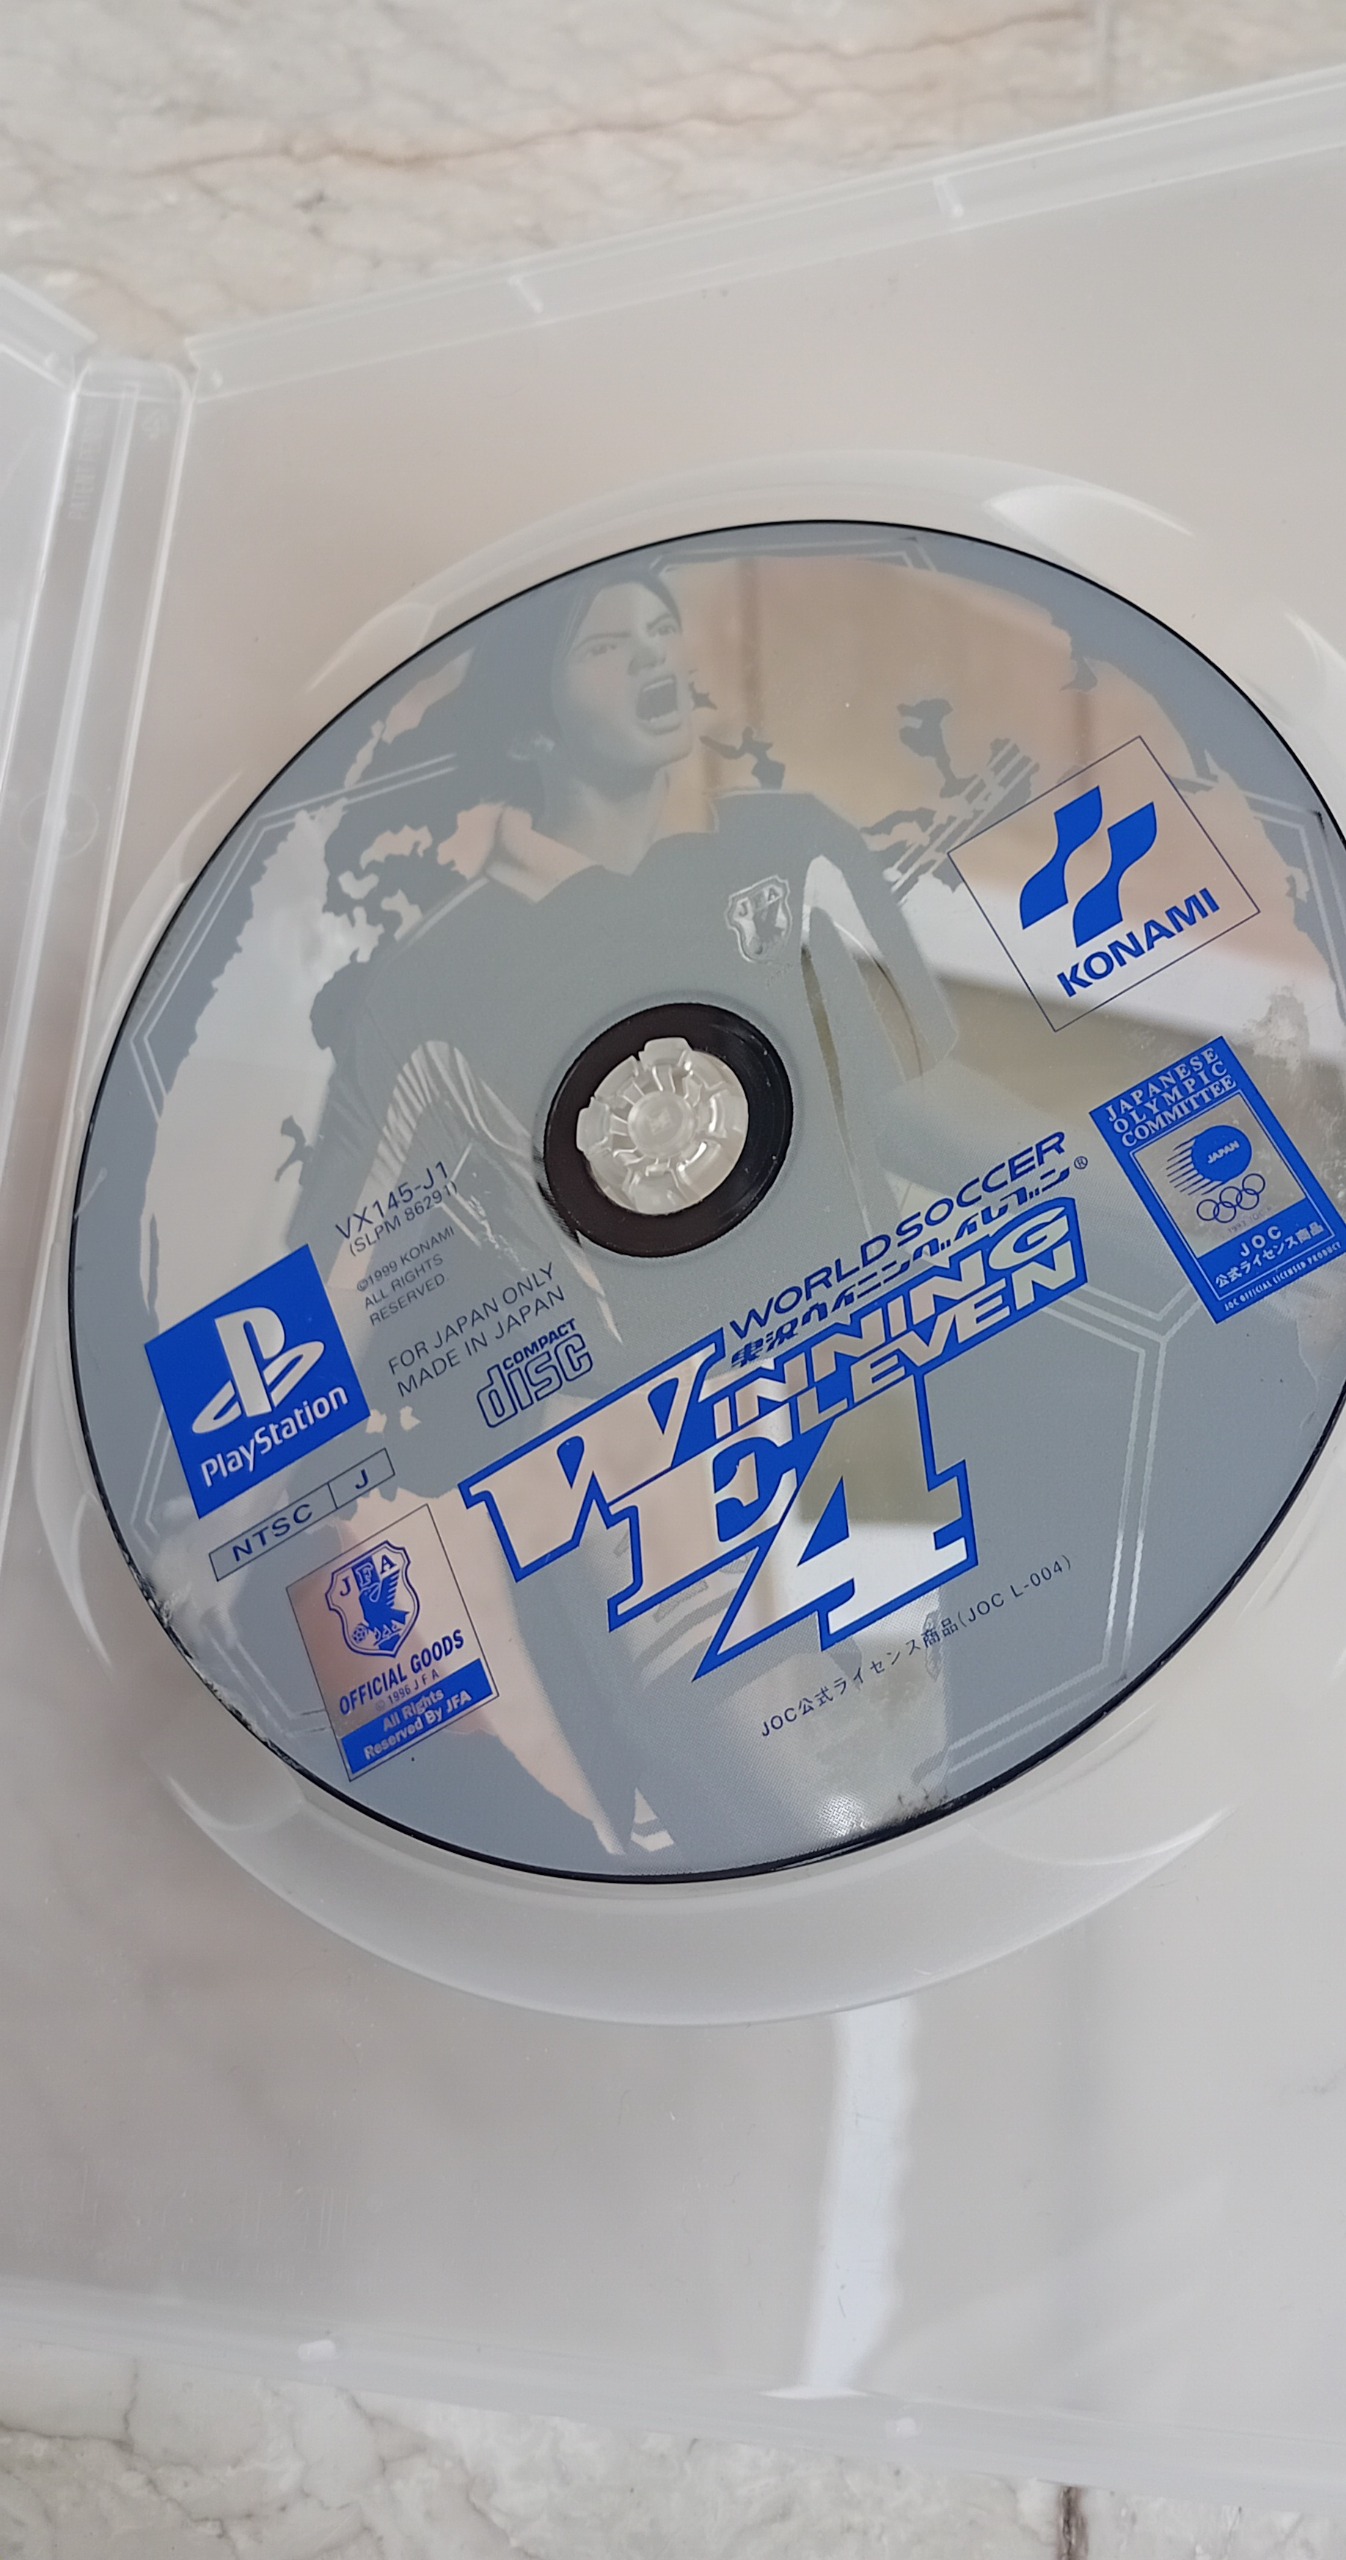 JFA
KONAMI
JAPANESE
OLYMPIC
COMMITTEE
JAPAN
JOC
公式ライセンス商品
JOC OFFICIAL LICENSED PRODUCT
VX145-J1
(SLPM 86291)
©1999 KONAMI
ALL RIGHTS
RESERVED.
FOR JAPAN ONLY
MADE IN JAPAN
COMPACT
disc
PlayStation
NTSC J
JFA
OFFICIAL GOODS
© 1996 JFA
All Rights
Reserved By JFA
WORLD SOCCER
実況ウイニングイレブン®
WINNING
ELEVEN
4
JOC公式ライセンス商品(JOC L-004)